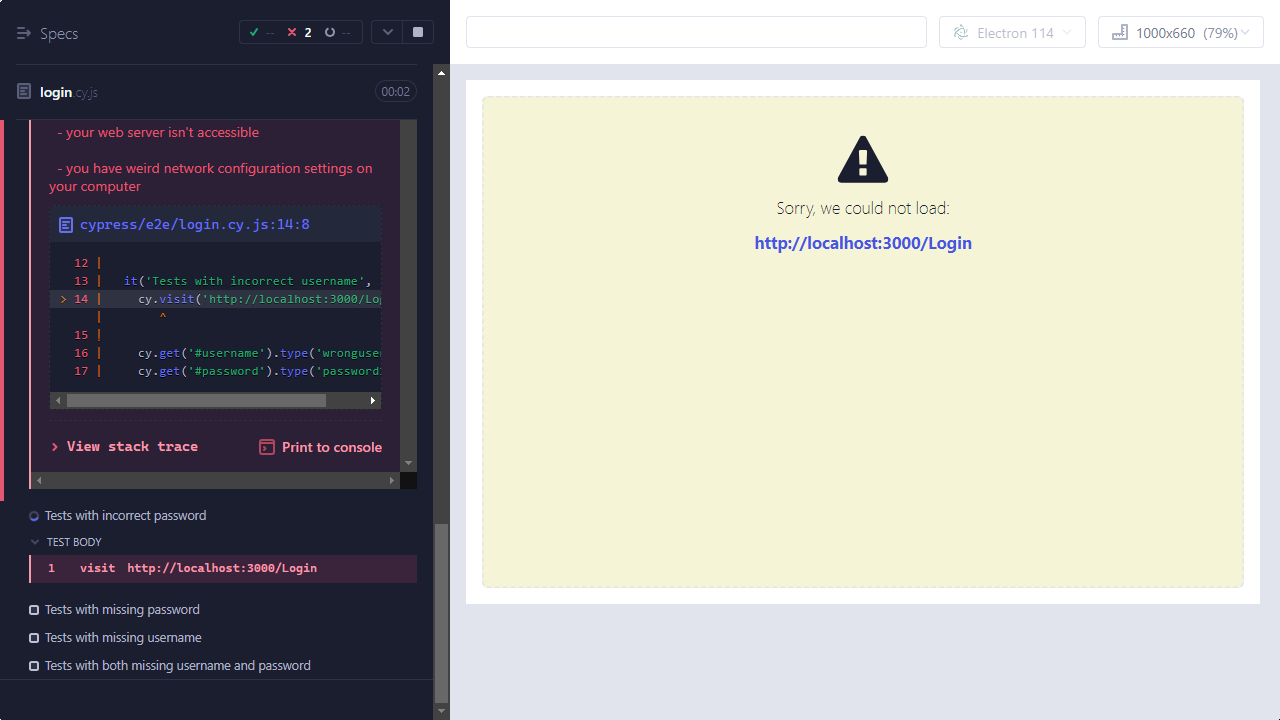 Specs
-- 2 --
Electron 114
1000x660 (79%)
login.cy.js
00:02
- your web server isn't accessible
- you have weird network configuration settings on
your computer
cypress/e2e/login.cy.js:14:8
12 |
13 | it('Tests with incorrect username',
> 14 | cy.visit('http://localhost:3000/Log
| ^
15 |
16 | cy.get('#username').type('wronguser
17 | cy.get('#password').type('password1
> View stack trace
Print to console
Tests with incorrect password
TEST BODY
1 visit http://localhost:3000/Login
Tests with missing password
Tests with missing username
Tests with both missing username and password
Sorry, we could not load:
http://localhost:3000/Login